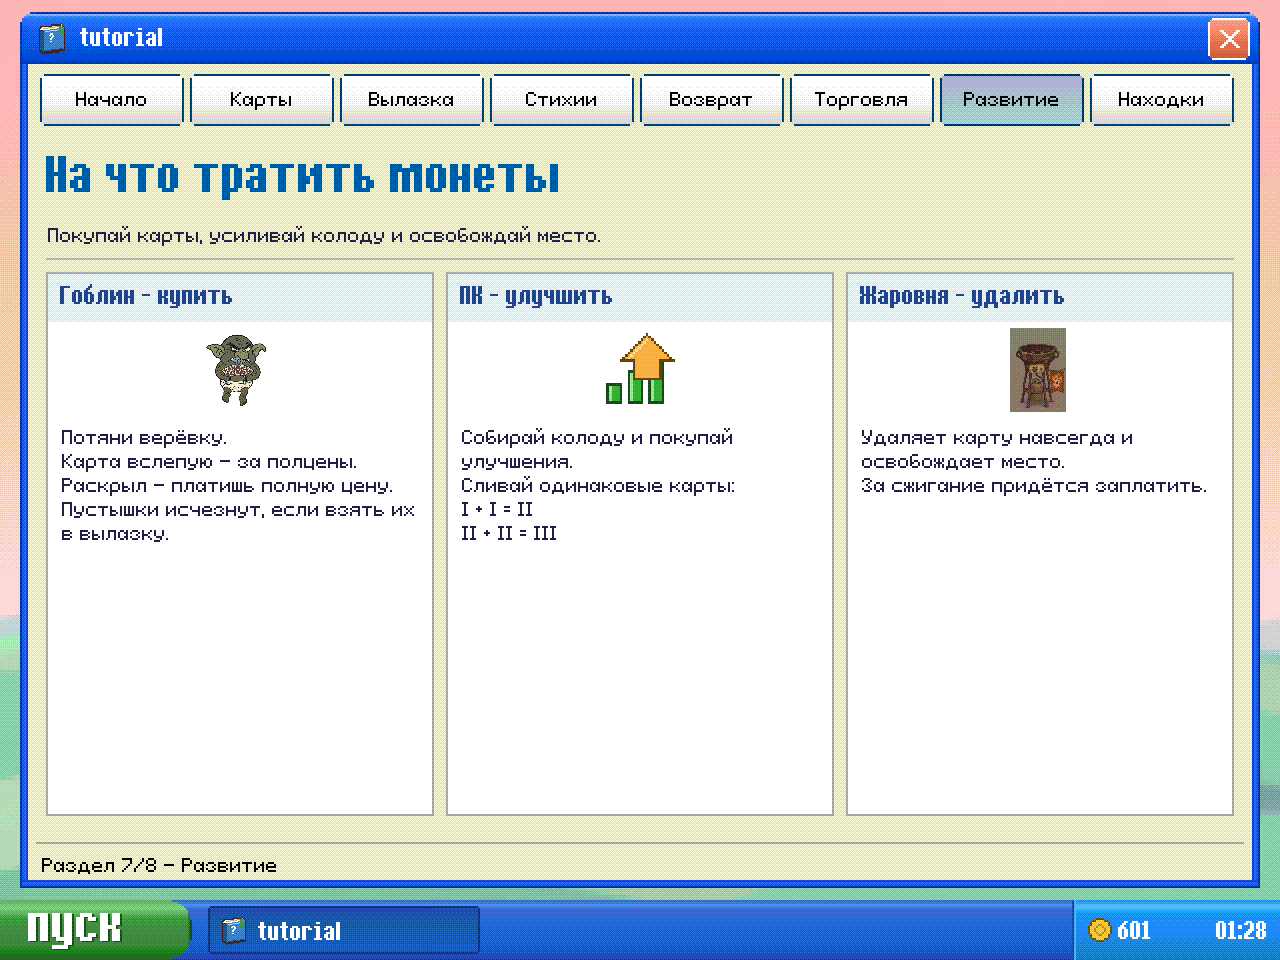 tutorial
Начало Карты Вылазка Стихии Возврат Торговля Развитие Находки
На что тратить монеты
Покупай карты, усиливай колоду и освобождай место.
Гоблин - купить
Потяни верёвку.
Карта вслепую - за полцены.
Раскрыл - платишь полную цену.
Пустышки исчезнут, если взять их
в вылазку.
ПК - улучшить
Собирай колоду и покупай
улучшения.
Сливай одинаковые карты:
I + I = II
II + II = III
Жаровня - удалить
Удаляет карту навсегда и
освобождает место.
За сжигание придётся заплатить.
Раздел 7/8 - Развитие
пуск tutorial 601 01:28